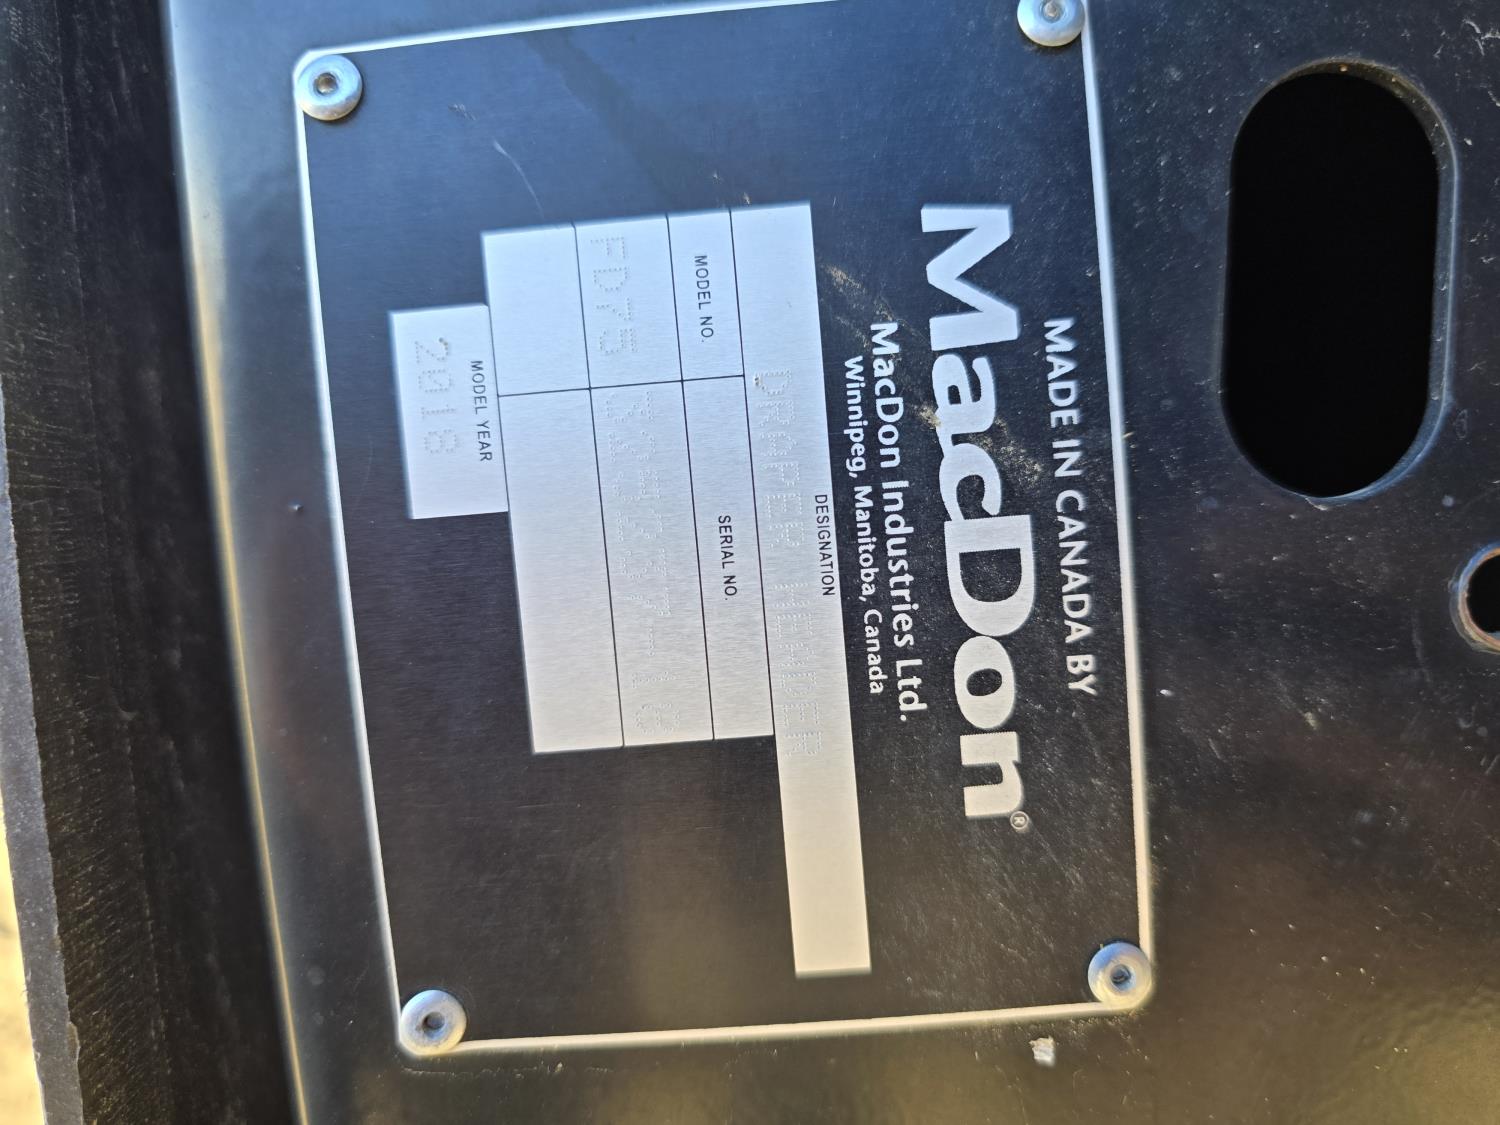 MADE IN CANADA BY
MacDon®
MacDon Industries Ltd.
Winnipeg, Manitoba, Canada
DESIGNATION
DRAPER HEADER
MODEL NO. SERIAL NO.
FD75
MODEL YEAR
2018